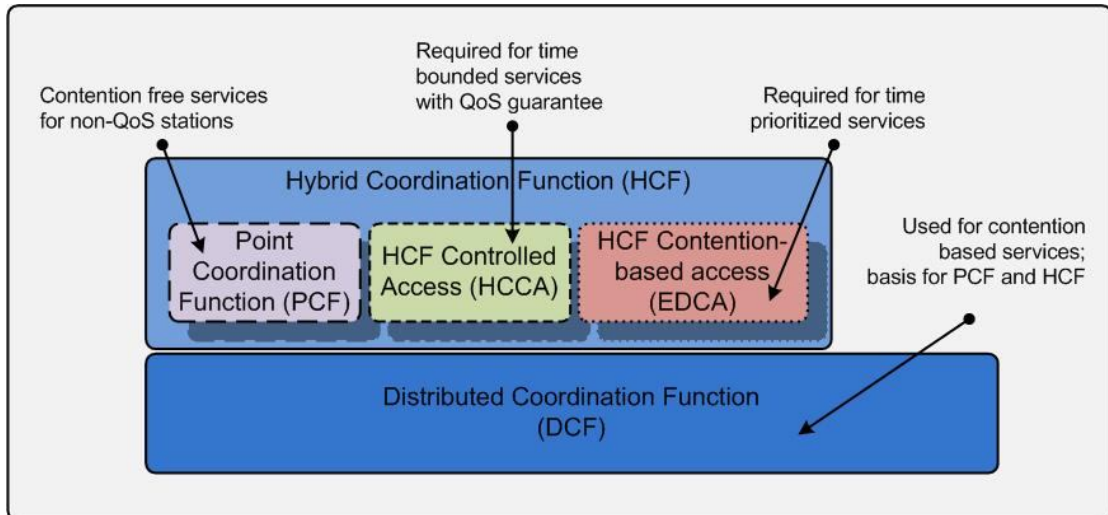 Required for time
bounded services
with QoS guarantee
Contention free services
for non-QoS stations
Required for time
prioritized services
Hybrid Coordination Function (HCF)
Used for contention
based services;
basis for PCF and HCF
Point
Coordination
Function (PCF)
HCF Controlled
Access (HCCA)
HCF Contention-
based access
(EDCA)
Distributed Coordination Function
(DCF)